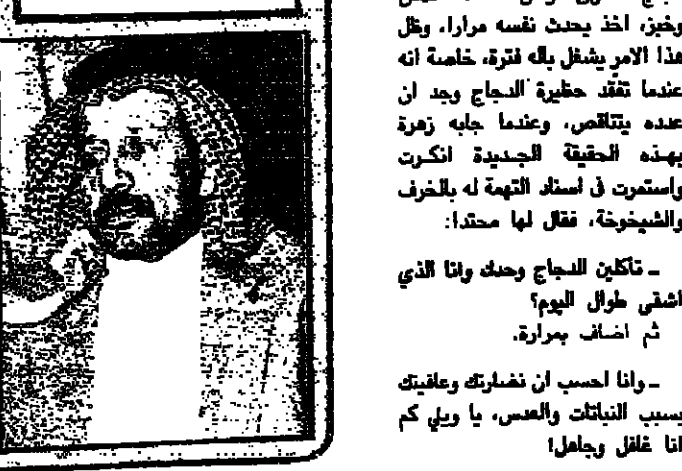 وخبز، اخذ يحدث نفسه مرارا، وظل
هذا الامر يشغل باله فترة، خاصة انه
عندما تفقد حظيرة الدجاج وجد ان
عدده يتناقص، وعندما جابه زهرة
بهذه الحقيقة الجديدة انكرت
واستمرت في اسناد التهمة له بالخرف
والشيخوخة، فقال لها محتدا:
ـ تأكلين الدجاج وحدك وانا الذي
أشقى طوال اليوم؟
ثم اضاف بمرارة.
ـ وانا احسب ان نضارتك وعافيتك
بسبب النباتات والعدس، يا ويلي كم
انا غافل وجاهل!